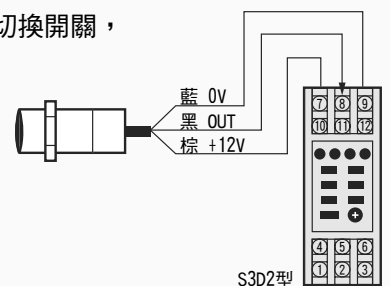 切換開關，
藍 0V
黑 OUT
棕 +12V
⑦ ⑧ ⑨
⑩ ⑪ ⑫
④ ⑤ ⑥
① ② ③
S3D2型